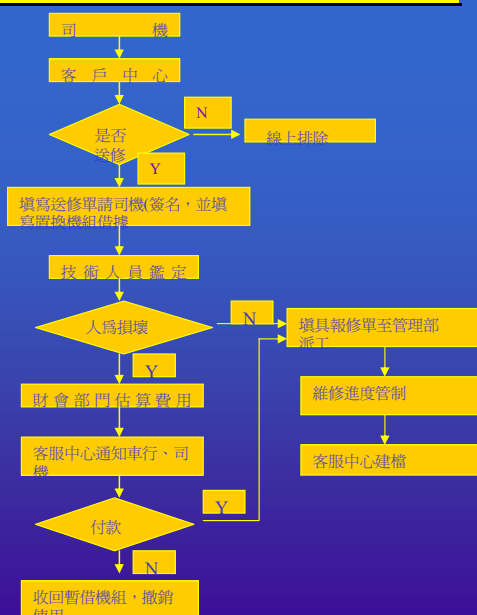 司 機
客 戶 中 心
是否
送修
N
線上排除
Y
填寫送修單請司機(簽名，並填
寫置換機組借據
技 術 人 員 鑑 定
人為損壞
N
填具報修單至管理部
派工
Y
財 會 部 門 估 算 費 用
維修進度管制
客服中心通知車行、司
機
客服中心建檔
付款
Y
N
收回暫借機組，撤銷
使用